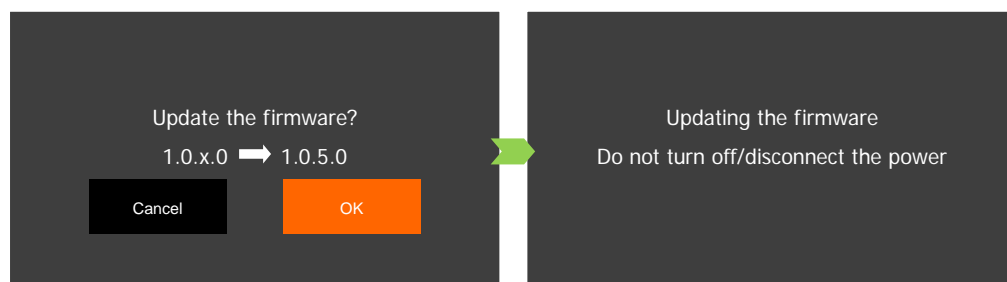 Update the firmware?
1.0.x.0 1.0.5.0
Cancel
OK
Updating the firmware
Do not turn off/disconnect the power